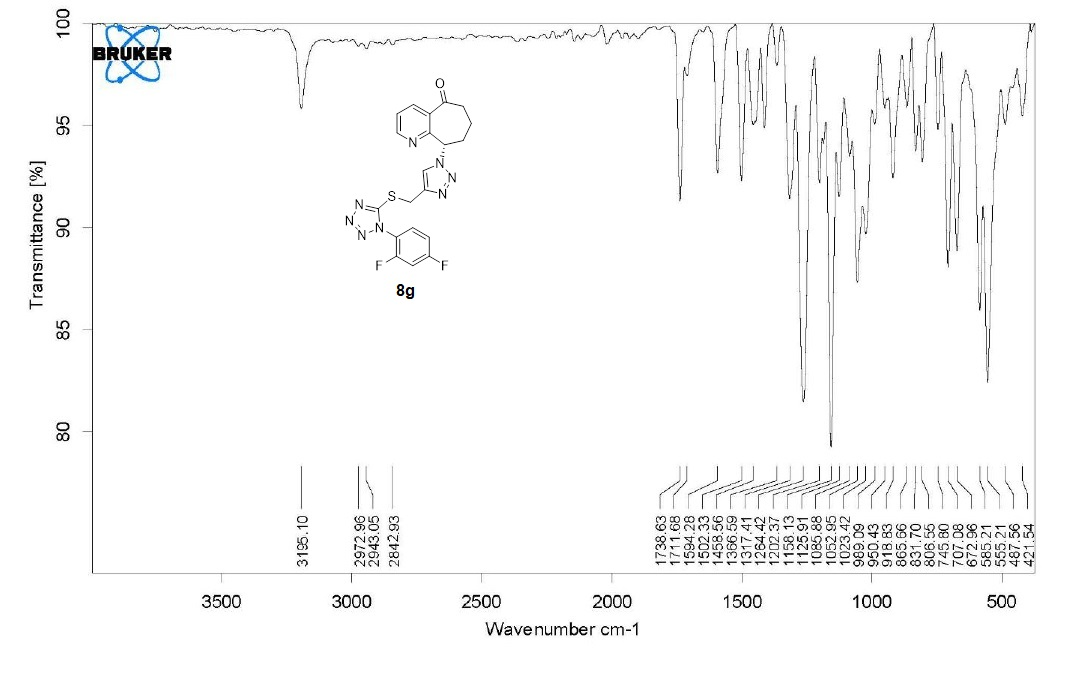 100
95
90
85
80
Transmittance [%]
BRUKER
O
N
N
N
N
S
N
N
N
N
F
F
8g
3195.10
2972.96
2943.05
2842.93
1738.63
1711.68
1594.28
1502.33
1458.56
1366.59
1317.41
1264.42
1202.37
1158.13
1125.91
1085.88
1052.95
1023.42
989.09
950.43
918.83
865.66
831.70
806.55
745.80
707.08
672.96
585.21
555.21
487.56
421.54
3500
3000
2500
2000
1500
1000
500
Wavenumber cm-1